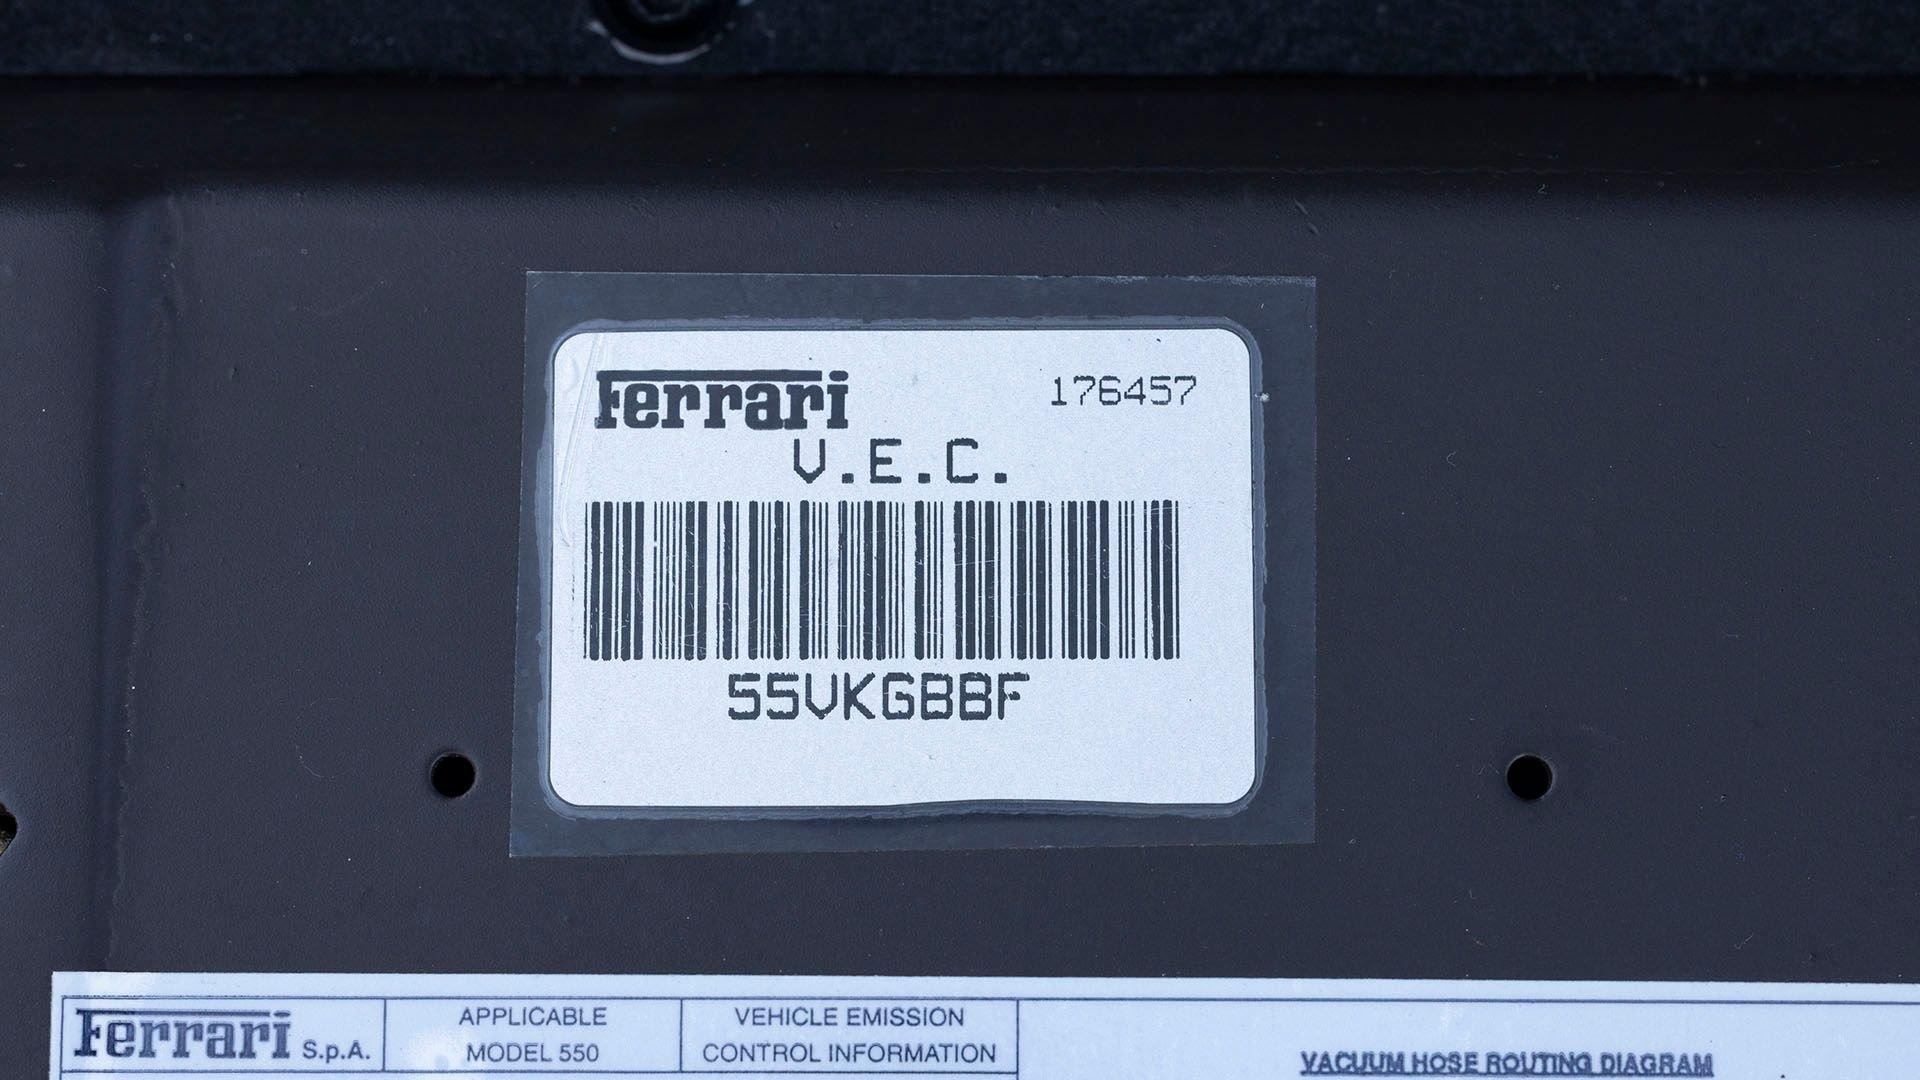 Ferrari 176457
V.E.C.
55VKGBBF
Ferrari S.p.A.
APPLICABLE
MODEL 550
VEHICLE EMISSION
CONTROL INFORMATION
VACUUM HOSE ROUTING DIAGRAM